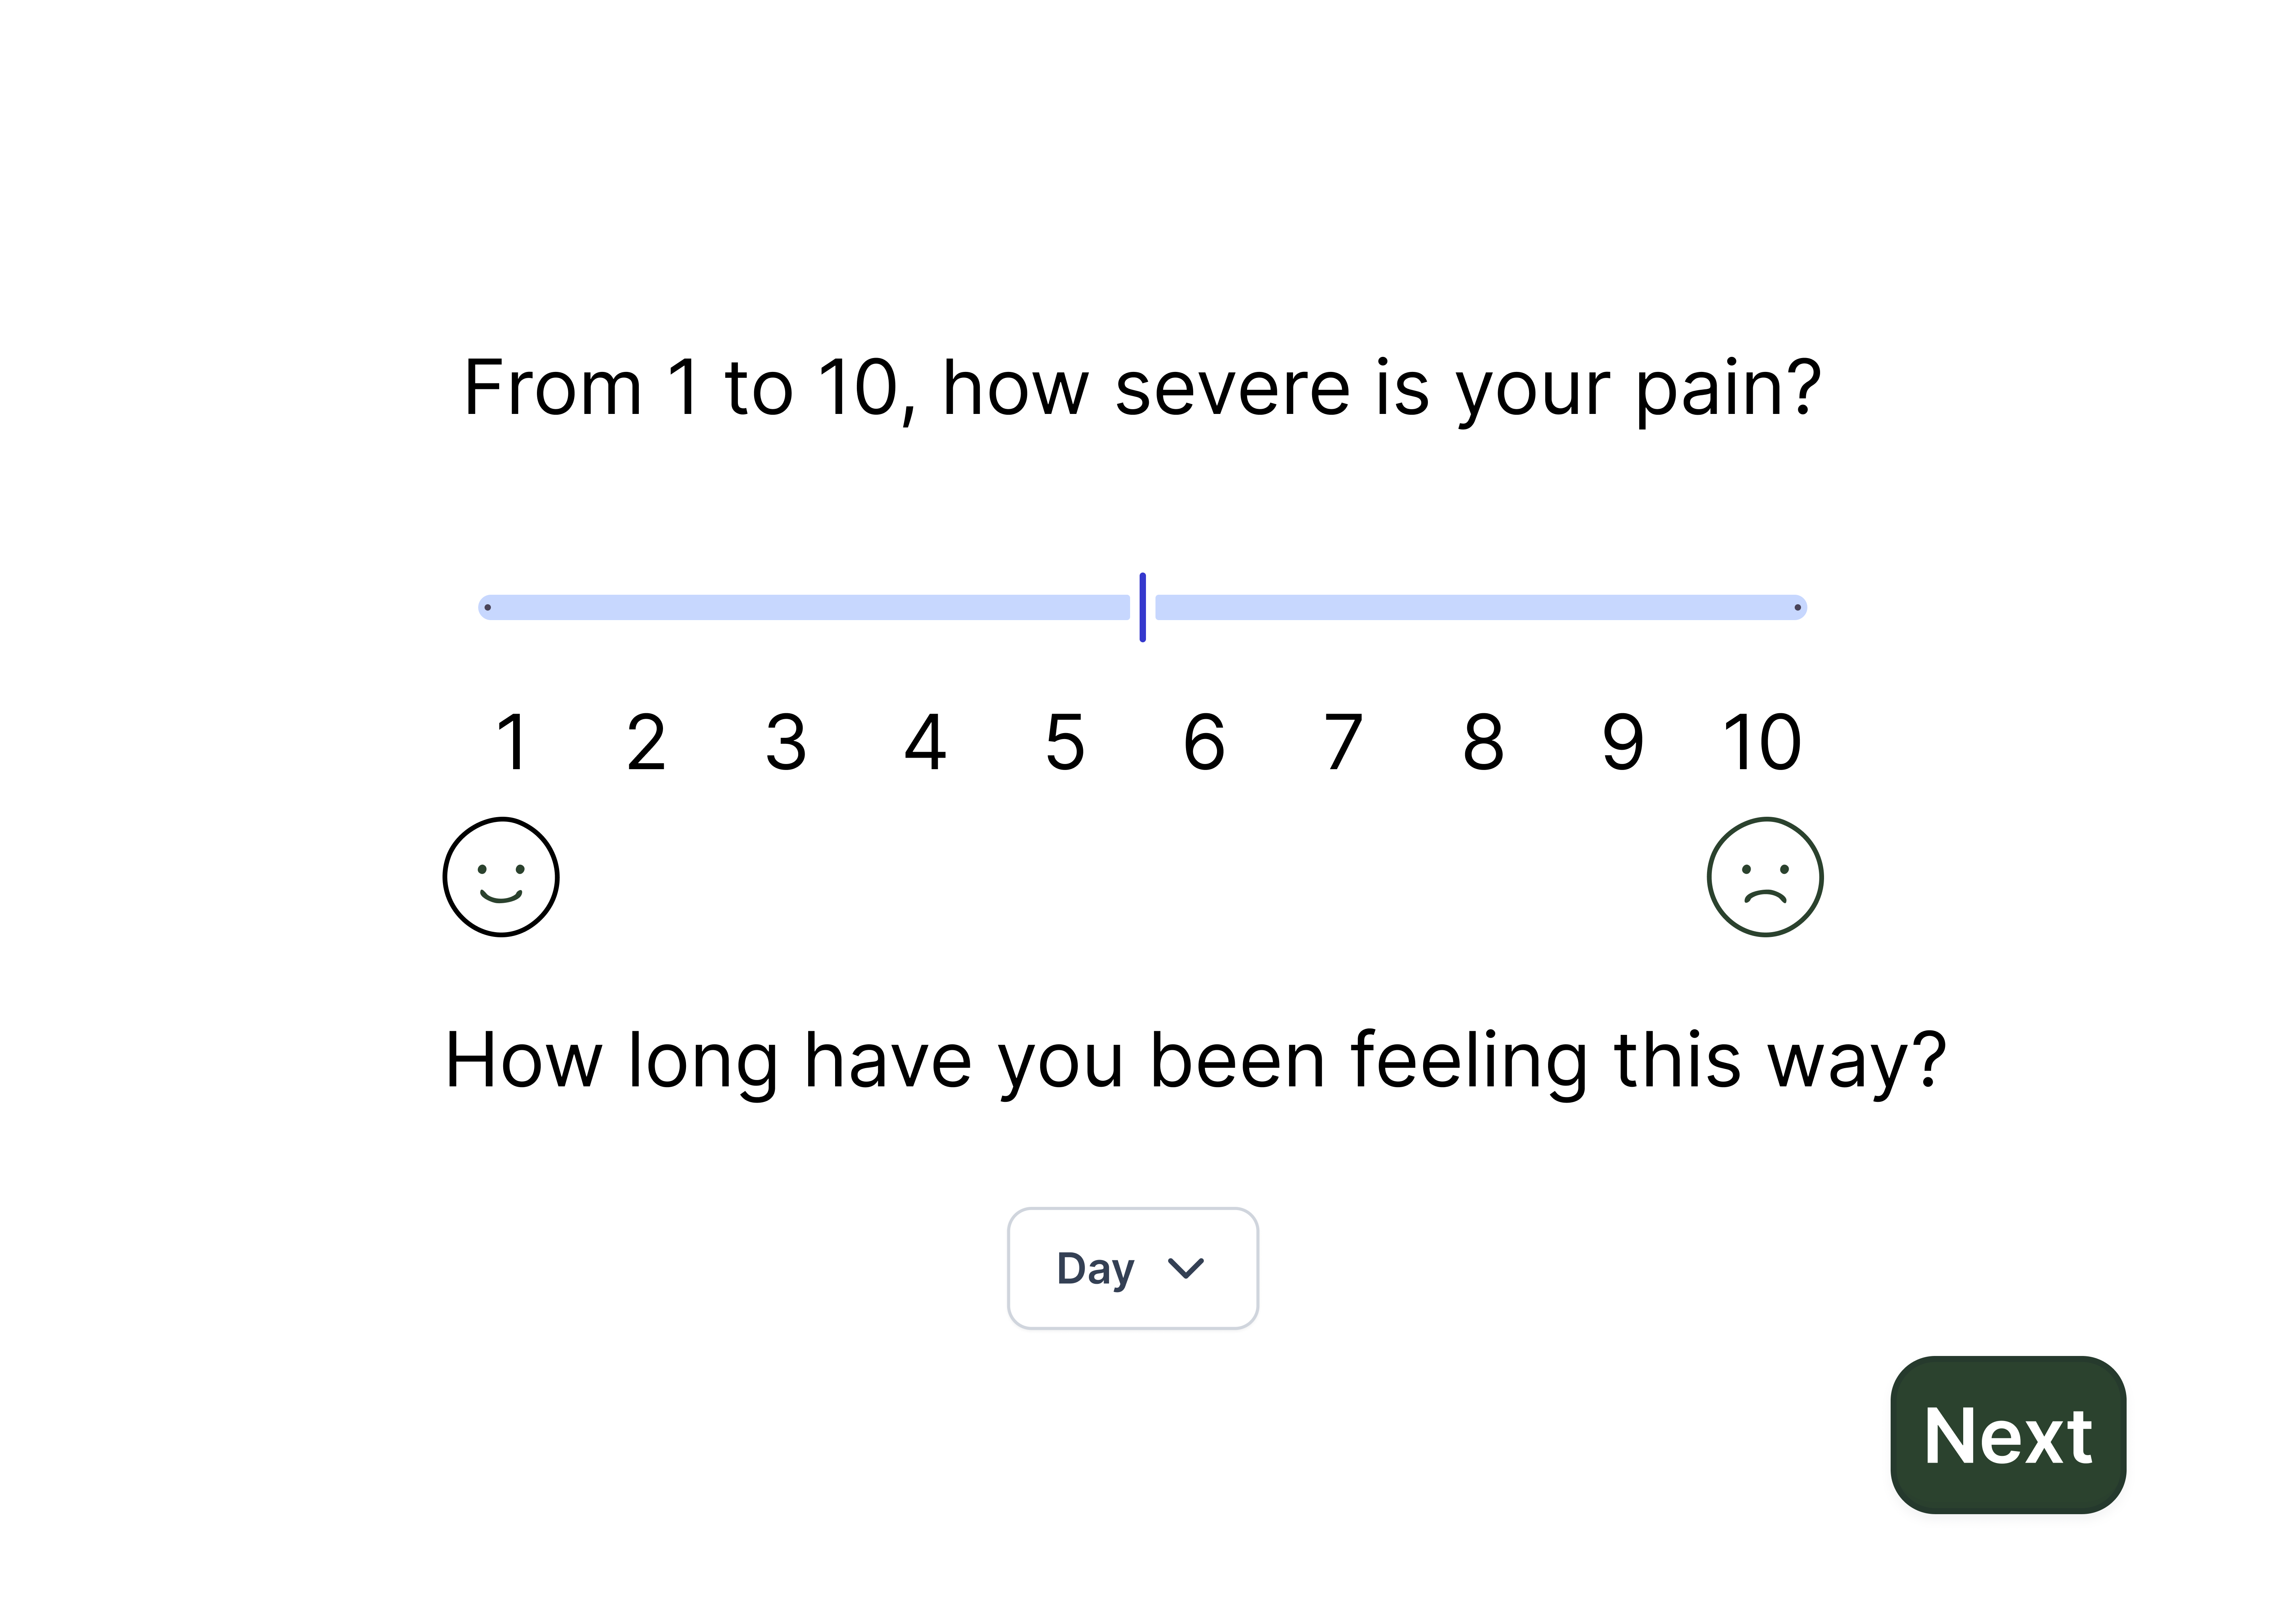 From 1 to 10, how severe is your pain?
1 2 3 4 5 6 7 8 9 10
How long have you been feeling this way?
Day
Next